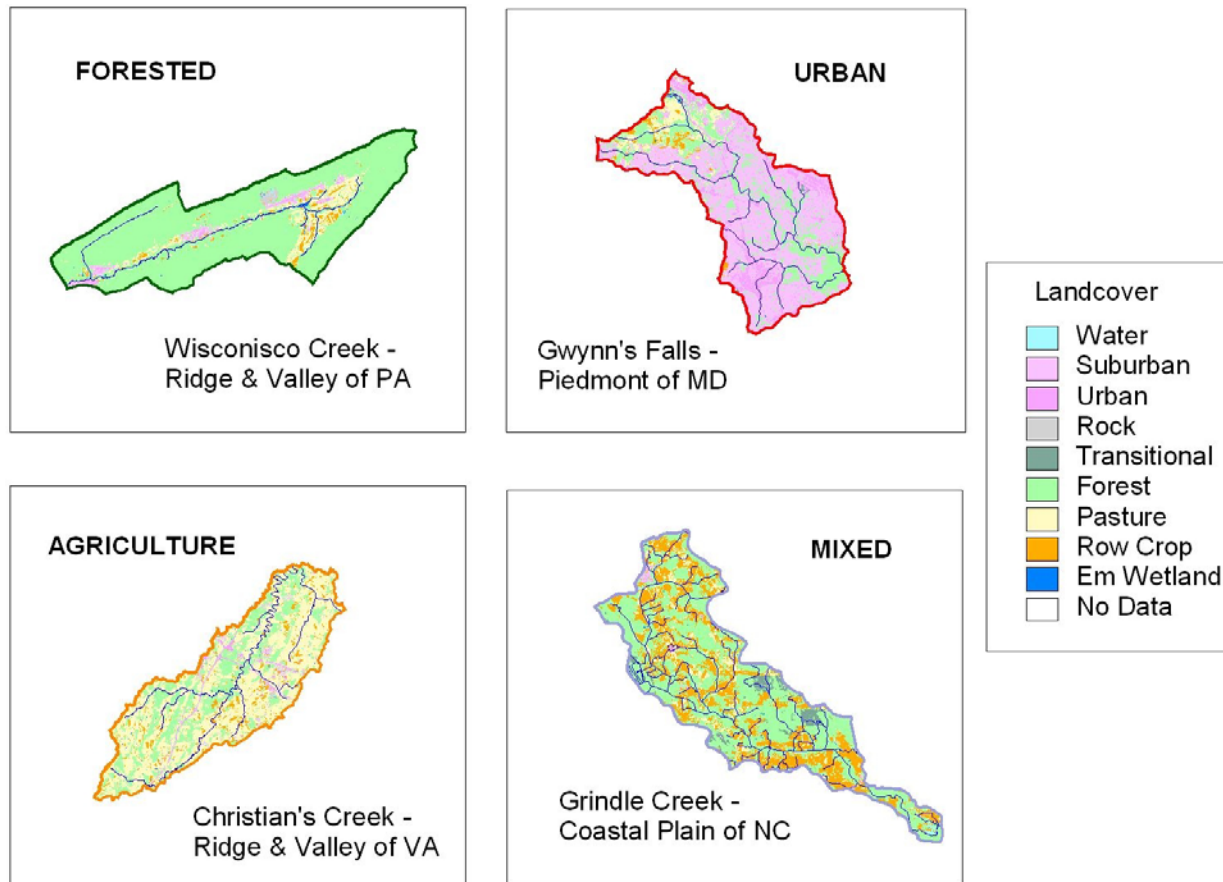 FORESTED
Wisconisco Creek -
Ridge & Valley of PA
URBAN
Gwynn's Falls -
Piedmont of MD
AGRICULTURE
Christian's Creek -
Ridge & Valley of VA
MIXED
Grindle Creek -
Coastal Plain of NC
Landcover
Water
Suburban
Urban
Rock
Transitional
Forest
Pasture
Row Crop
Em Wetland
No Data